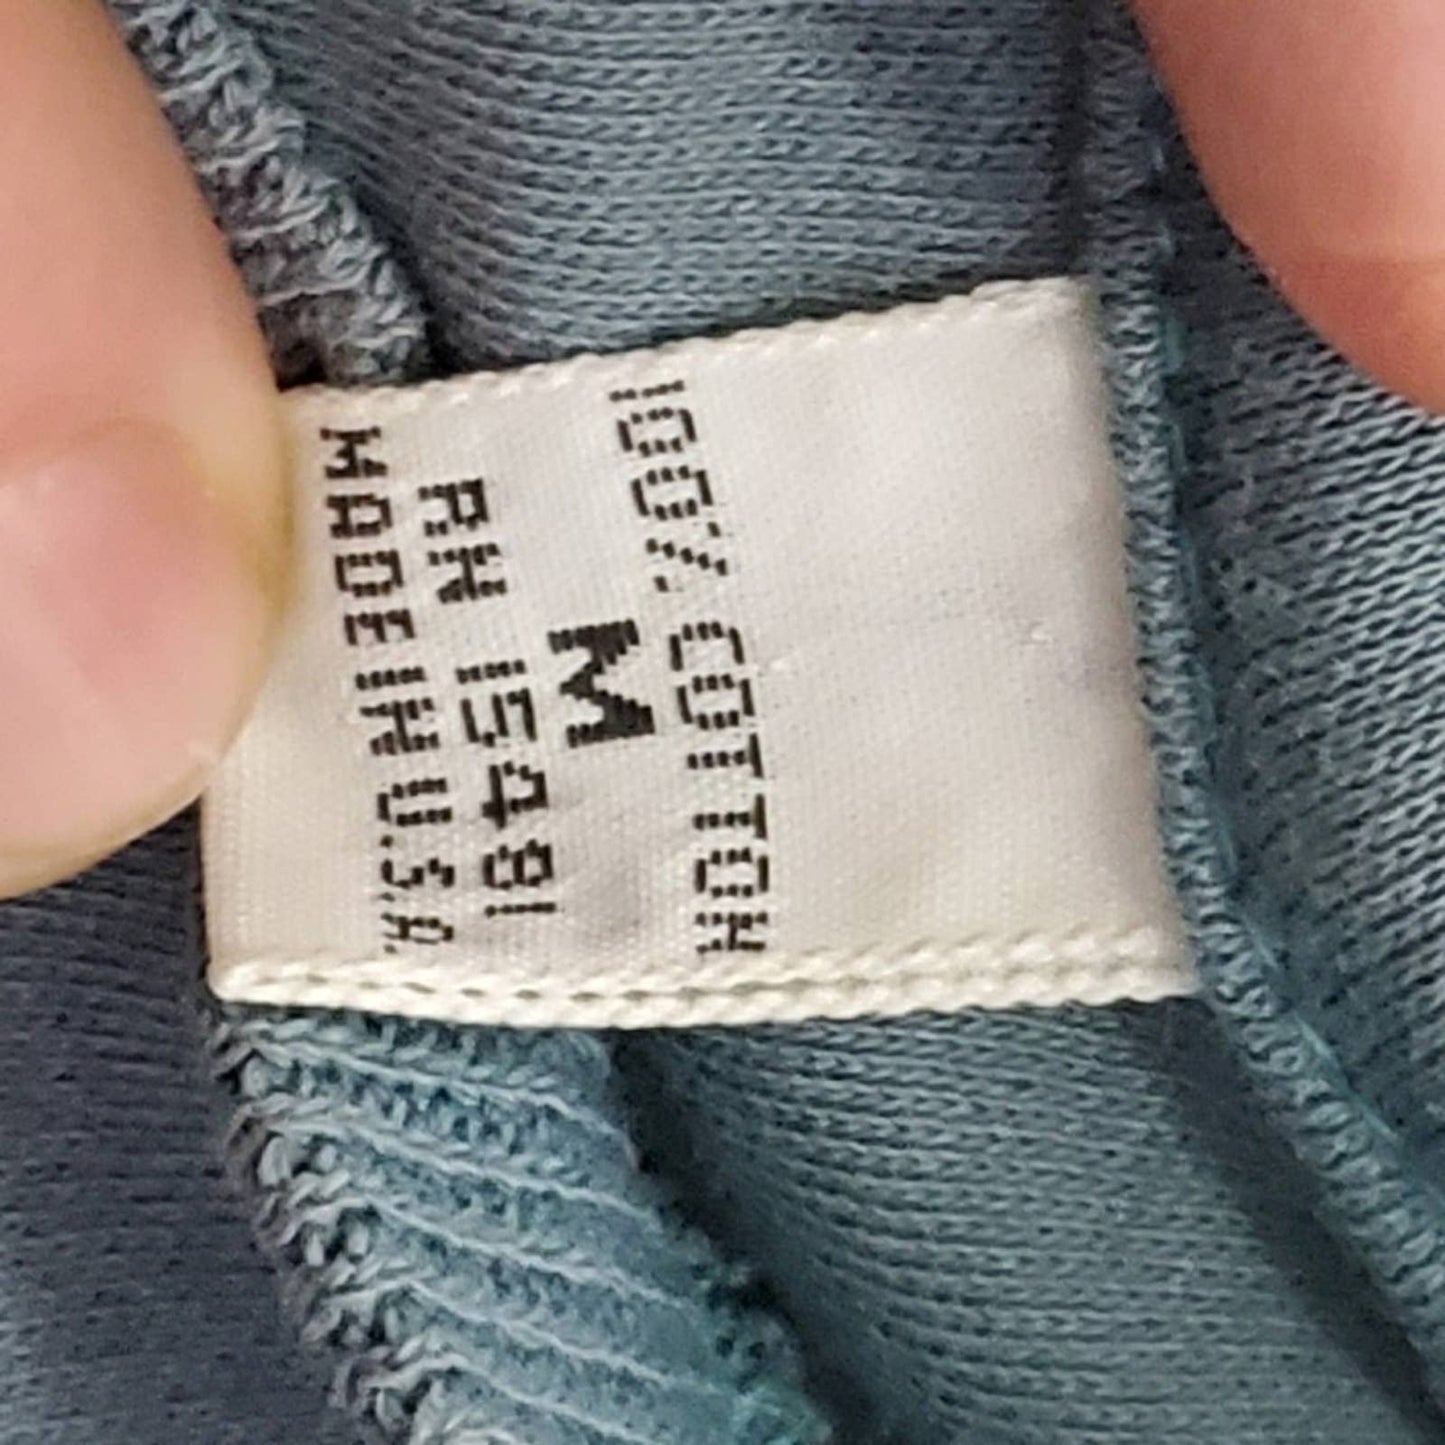 100% COTTON
M
RN 15481
MADE IN U.S.A.